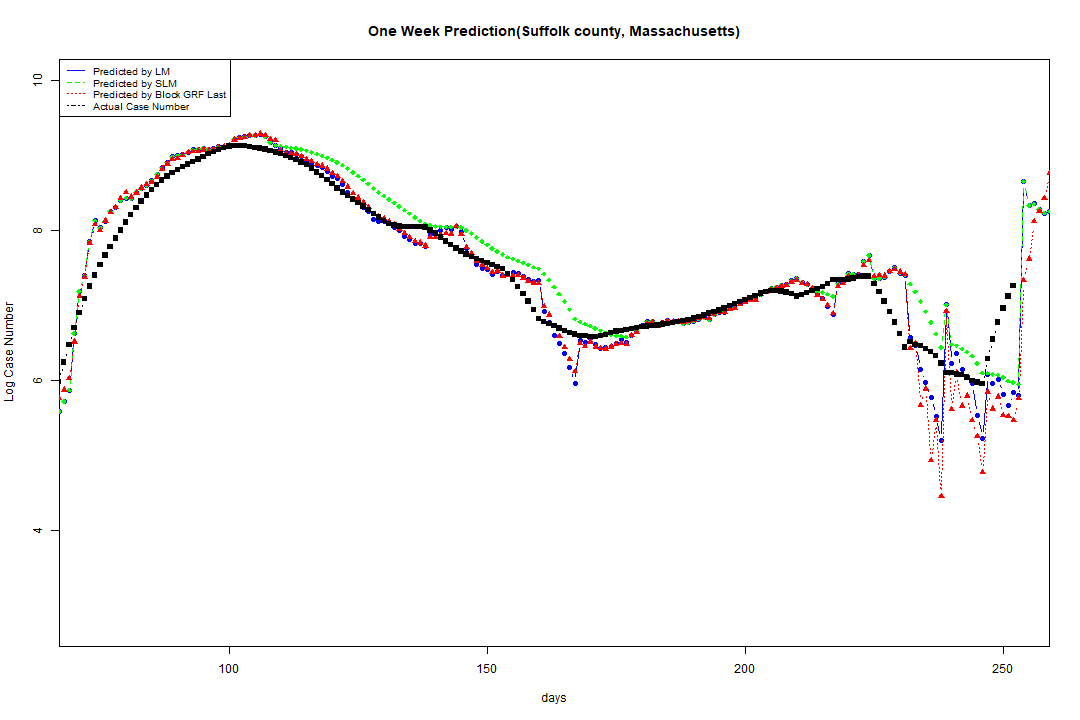 One Week Prediction(Suffolk county, Massachusetts)
Predicted by LM
Predicted by SLM
Predicted by Block GRF Last
Actual Case Number
10
8
6
4
Log Case Number
100
150
200
250
days